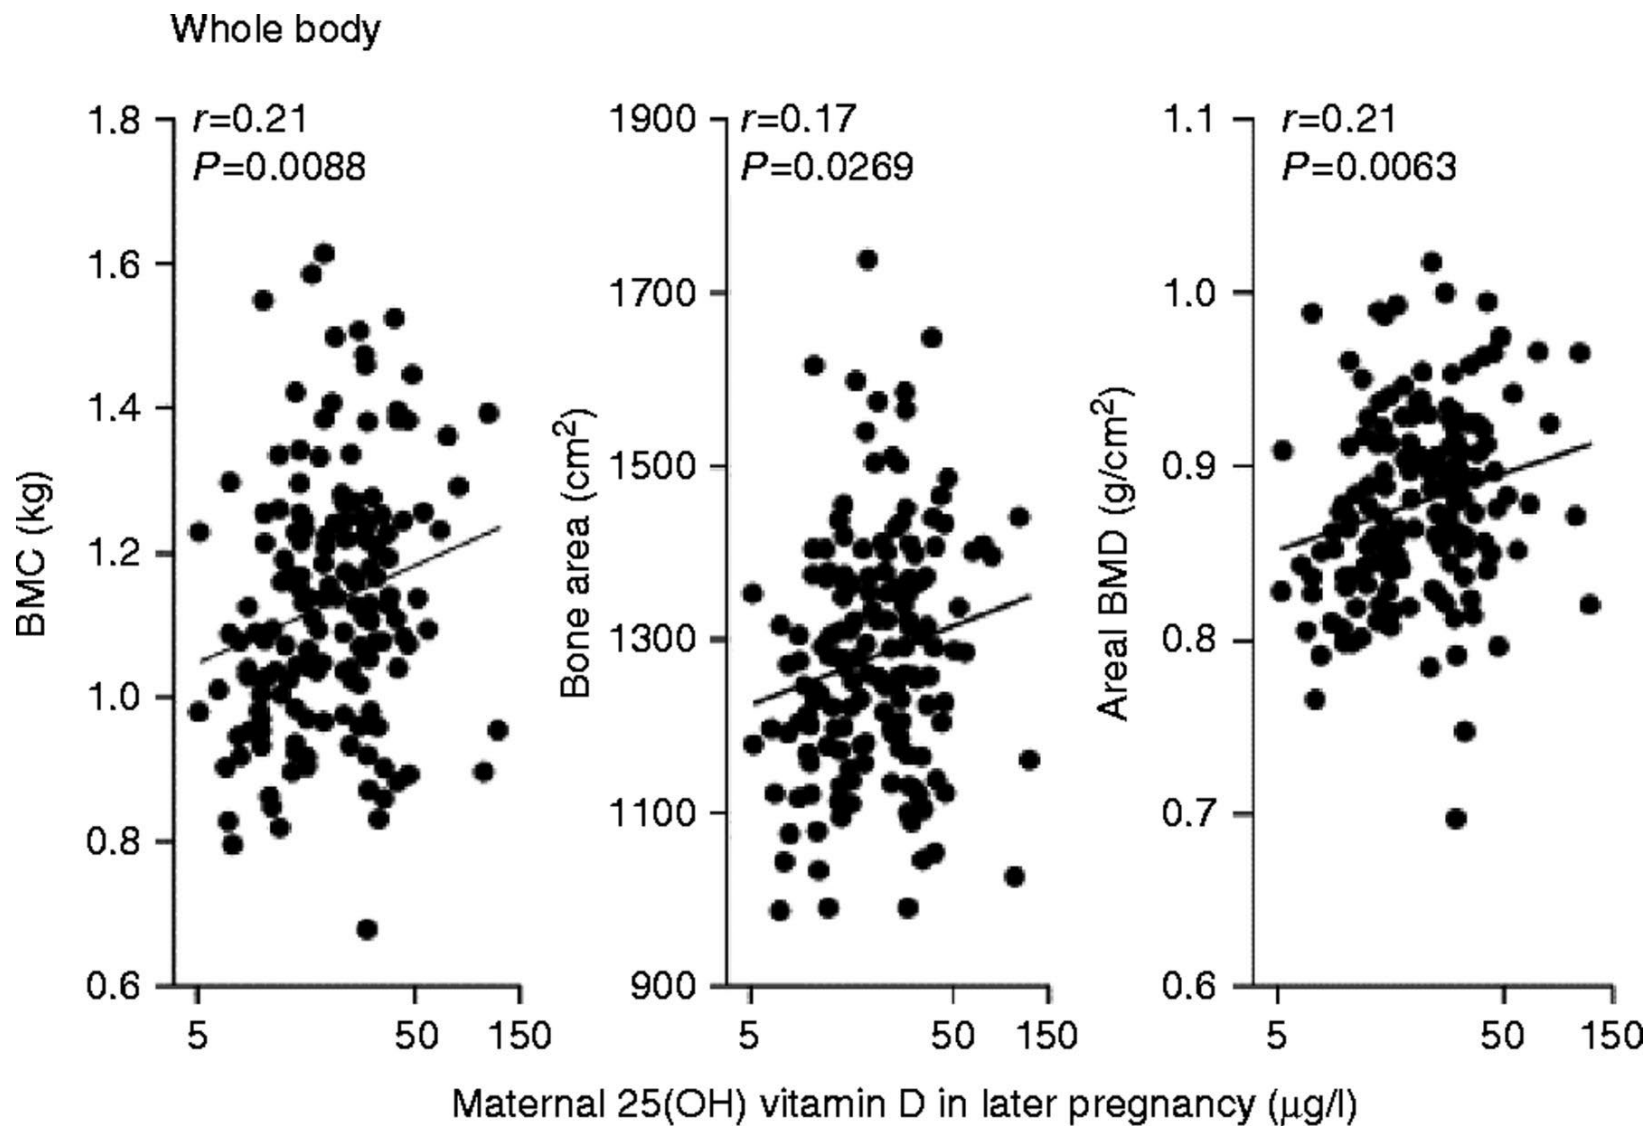 Whole body
r=0.21
P=0.0088
1.8
1.6
1.4
1.2
1.0
0.8
0.6
BMC (kg)
5 50 150
r=0.17
P=0.0269
1900
1700
1500
1300
1100
900
Bone area (cm²)
5 50 150
r=0.21
P=0.0063
1.1
1.0
0.9
0.8
0.7
0.6
Areal BMD (g/cm²)
5 50 150
Maternal 25(OH) vitamin D in later pregnancy (μg/l)